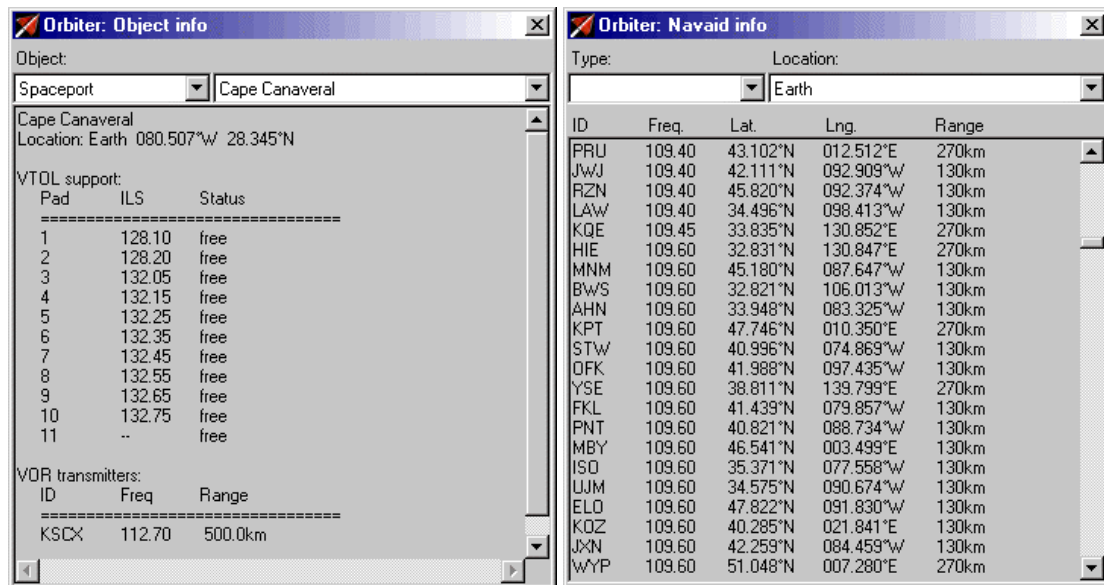 Orbiter: Object info
Object:
Spaceport Cape Canaveral
Cape Canaveral
Location: Earth 080.507°W 28.345°N
VTOL support:
Pad ILS Status
==================================
1 128.10 free
2 128.20 free
3 132.05 free
4 132.15 free
5 132.25 free
6 132.35 free
7 132.45 free
8 132.55 free
9 132.65 free
10 132.75 free
11 -- free
VOR transmitters:
ID Freq Range
==================================
KSCX 112.70 500.0km
Orbiter: Navaid info
Type: Location:
Earth
ID Freq. Lat. Lng. Range
PRU 109.40 43.102°N 012.512°E 270km
JWJ 109.40 42.111°N 092.909°W 130km
RZN 109.40 45.820°N 092.374°W 130km
LAW 109.40 34.496°N 098.413°W 130km
KQE 109.45 33.835°N 130.852°E 270km
HIE 109.60 32.831°N 130.847°E 270km
MNM 109.60 45.180°N 087.647°W 130km
BWS 109.60 32.821°N 106.013°W 130km
AHN 109.60 33.948°N 083.325°W 130km
KPT 109.60 47.746°N 010.350°E 270km
STW 109.60 40.996°N 074.869°W 130km
OFK 109.60 41.988°N 097.435°W 130km
YSE 109.60 38.811°N 139.799°E 270km
FKL 109.60 41.439°N 079.857°W 130km
PNT 109.60 40.821°N 088.734°W 130km
MBY 109.60 46.541°N 003.499°E 130km
ISO 109.60 35.371°N 077.558°W 130km
UJM 109.60 34.575°N 090.674°W 130km
ELO 109.60 47.822°N 091.830°W 130km
KOZ 109.60 40.285°N 021.841°E 130km
JXN 109.60 42.259°N 084.459°W 130km
WYP 109.60 51.048°N 007.280°E 130km